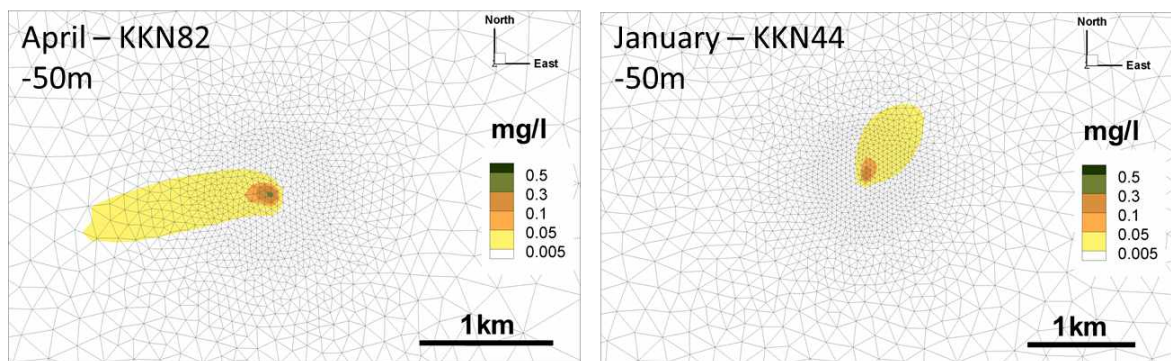 April – KKN82
-50m
North
East
mg/l
0.5
0.3
0.1
0.05
0.005
1km
January – KKN44
-50m
North
East
mg/l
0.5
0.3
0.1
0.05
0.005
1km